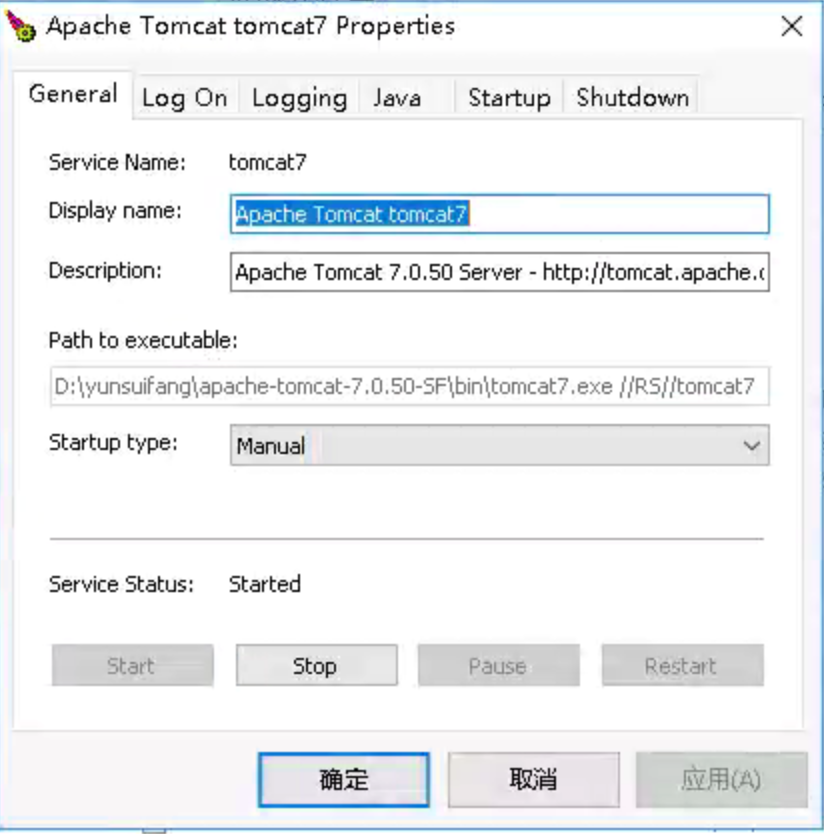 Apache Tomcat tomcat7 Properties
General Log On Logging Java Startup Shutdown
Service Name: tomcat7
Display name: Apache Tomcat tomcat7
Description: Apache Tomcat 7.0.50 Server - http://tomcat.apache.
Path to executable:
D:\yunsuifang\apache-tomcat-7.0.50-SF\bin\tomcat7.exe //RS//tomcat7
Startup type: Manual
Service Status: Started
Start Stop Pause Restart
确定 取消 应用(A)